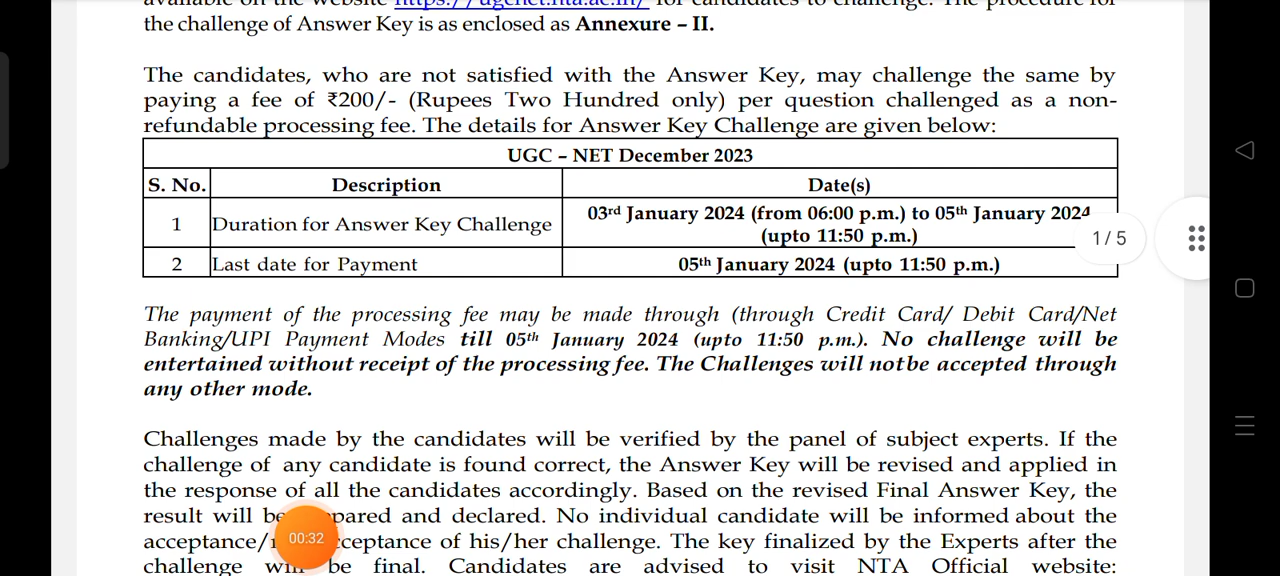 the challenge of Answer Key is as enclosed as Annexure – II.
The candidates, who are not satisfied with the Answer Key, may challenge the same by
paying a fee of ₹200/- (Rupees Two Hundred only) per question challenged as a non-
refundable processing fee. The details for Answer Key Challenge are given below:
UGC – NET December 2023
S. No. Description Date(s)
1 Duration for Answer Key Challenge 03rd January 2024 (from 06:00 p.m.) to 05th January 2024
(upto 11:50 p.m.)
1/5
2 Last date for Payment 05th January 2024 (upto 11:50 p.m.)
The payment of the processing fee may be made through (through Credit Card/ Debit Card/Net
Banking/UPI Payment Modes till 05th January 2024 (upto 11:50 p.m.). No challenge will be
entertained without receipt of the processing fee. The Challenges will notbe accepted through
any other mode.
Challenges made by the candidates will be verified by the panel of subject experts. If the
challenge of any candidate is found correct, the Answer Key will be revised and applied in
the response of all the candidates accordingly. Based on the revised Final Answer Key, the
result will be and declared. No individual candidate will be informed about the
acceptance/ of his/her challenge. The key finalized by the Experts after the
00:32
challenge will be final. Candidates are advised to visit NTA Official website: